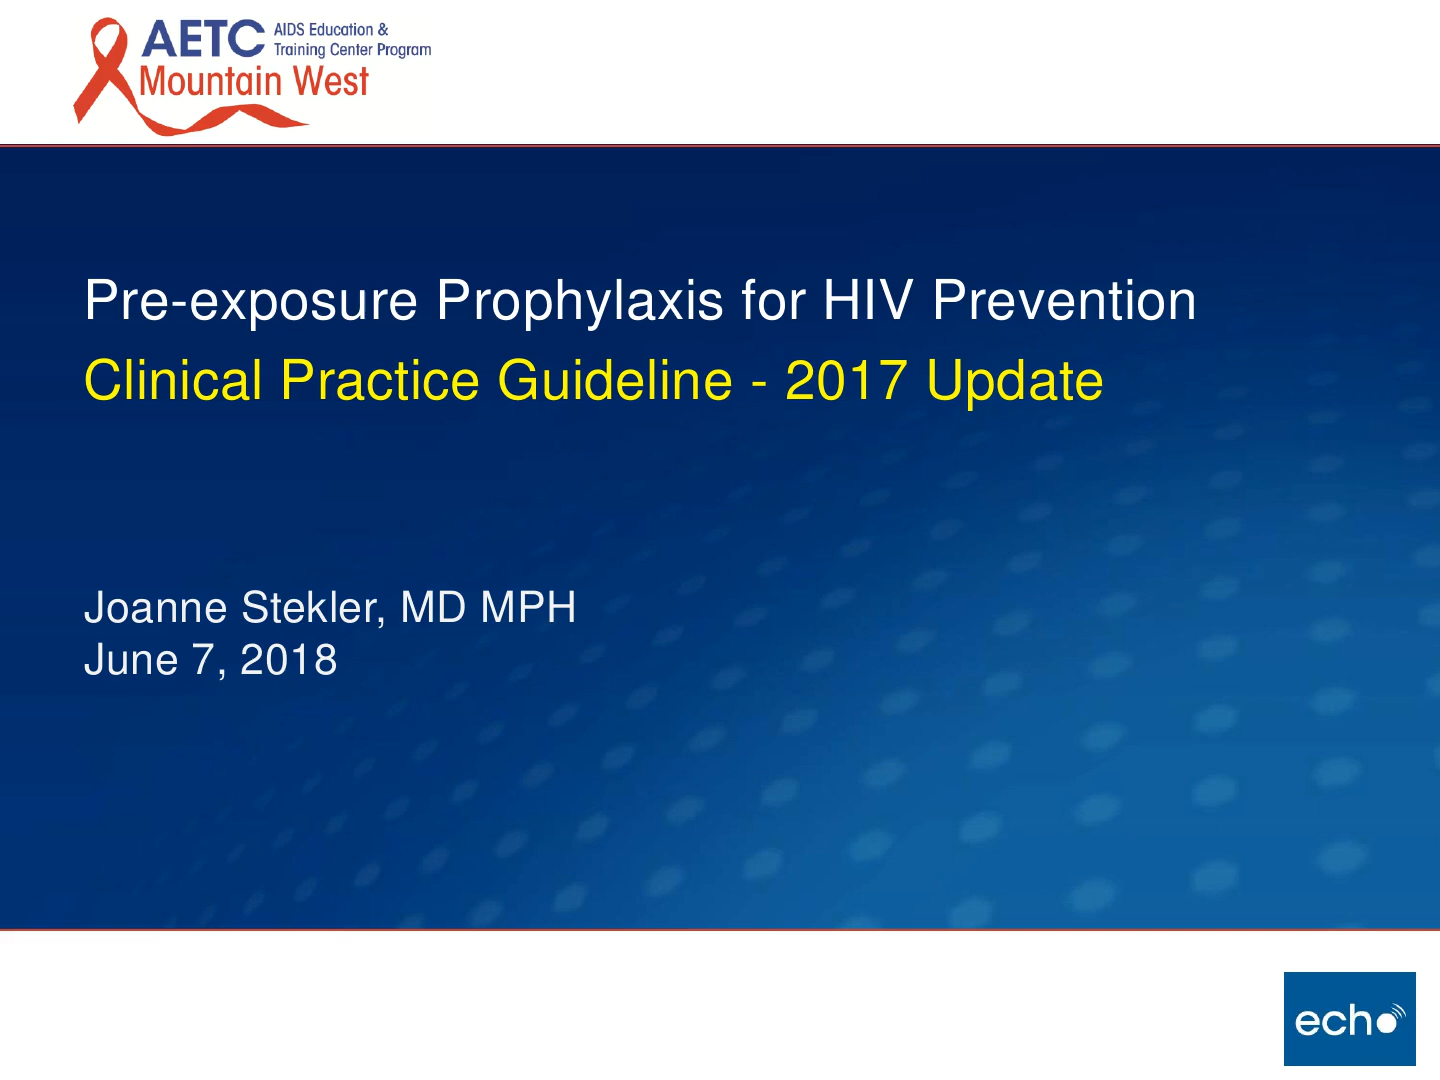 AETC AIDS Education &
Training Center Program
Mountain West
Pre-exposure Prophylaxis for HIV Prevention
Clinical Practice Guideline - 2017 Update
Joanne Stekler, MD MPH
June 7, 2018
echo